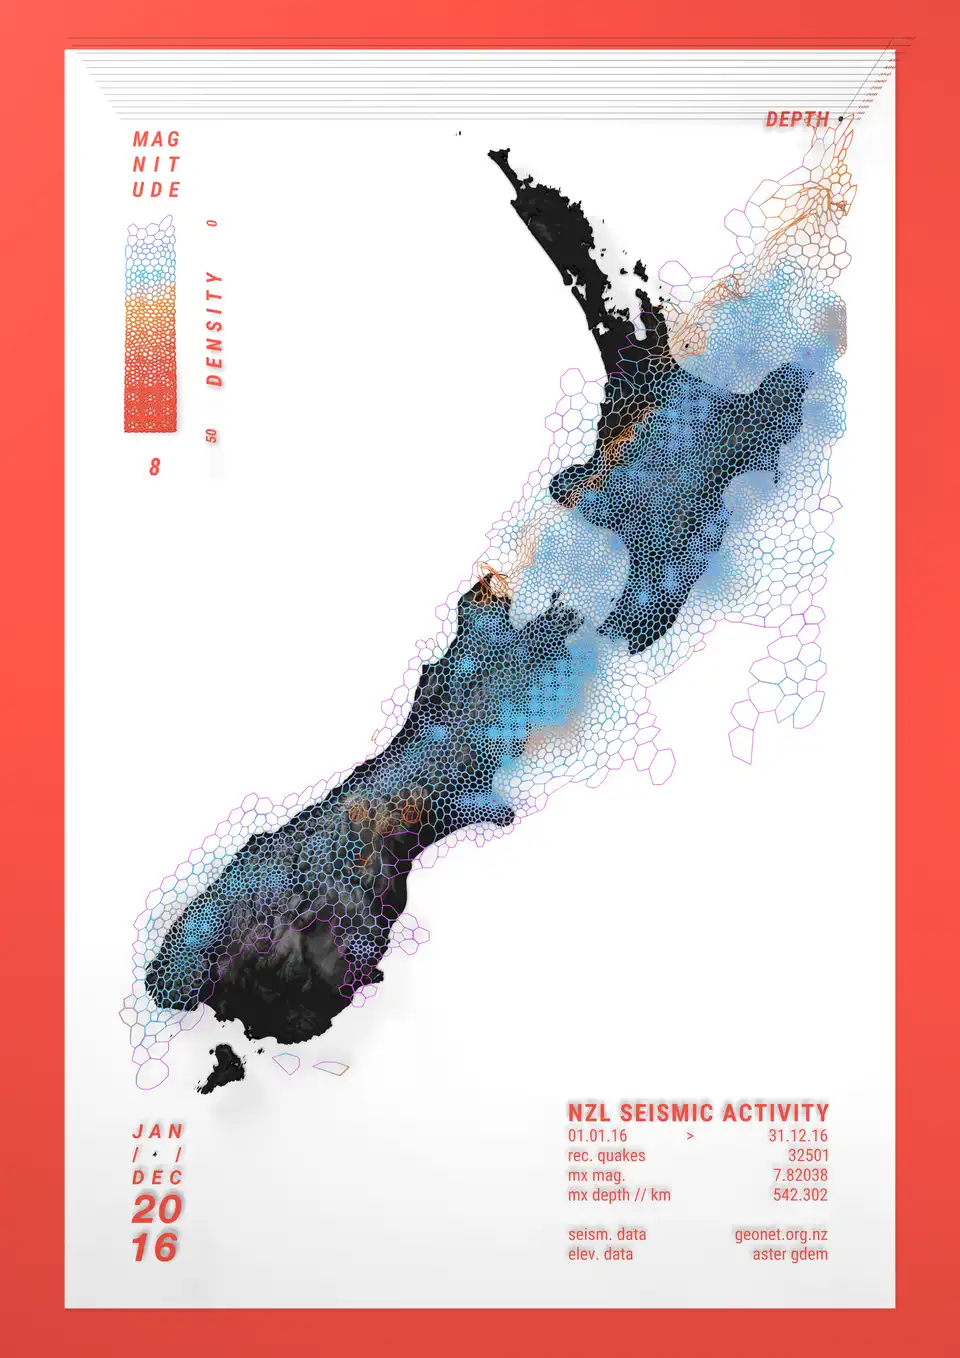 DEPTH
MAG
NIT
UDE
0
DENSITY
50
8
JAN
/ /
DEC
20
16
NZL SEISMIC ACTIVITY
01.01.16 > 31.12.16
rec. quakes 32501
mx mag. 7.82038
mx depth // km 542.302
seism. data geonet.org.nz
elev. data aster gdem